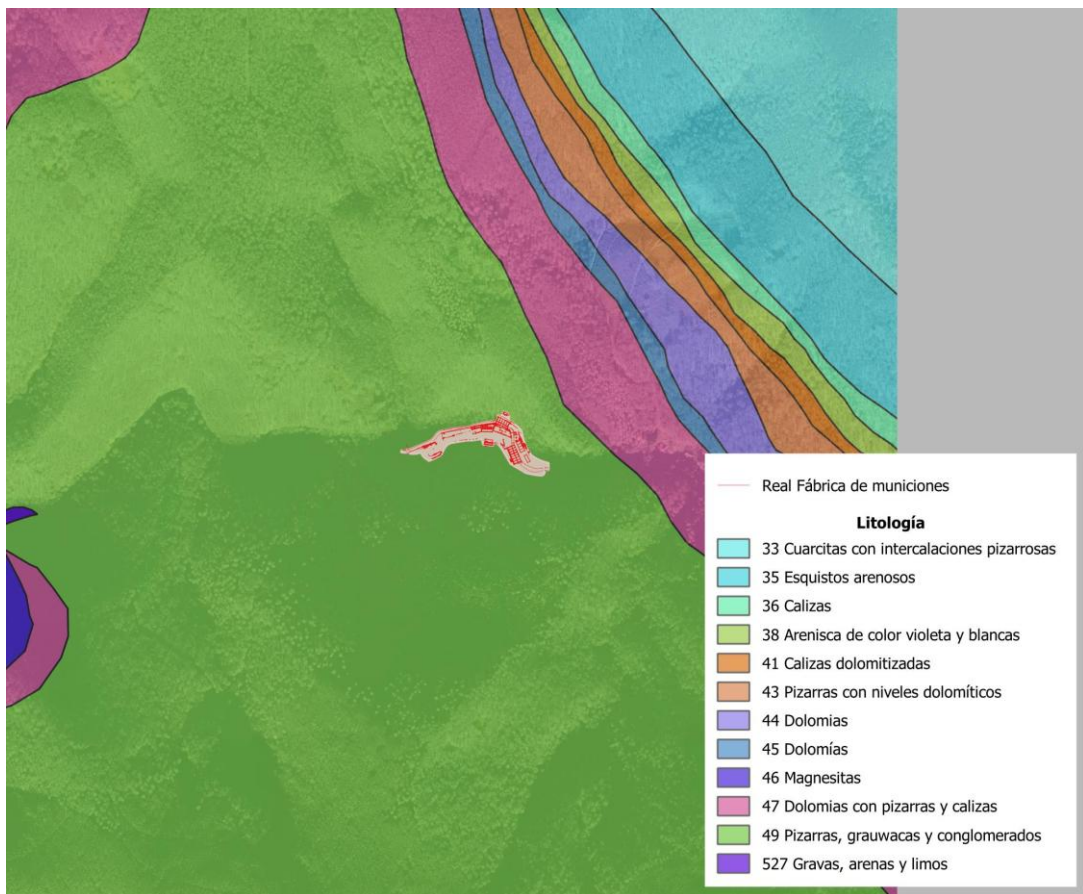 Real Fábrica de municiones
Litología
33 Cuarcitas con intercalaciones pizarrosas
35 Esquistos arenosos
36 Calizas
38 Arenisca de color violeta y blancas
41 Calizas dolomitizadas
43 Pizarras con niveles dolomíticos
44 Dolomias
45 Dolomías
46 Magnesitas
47 Dolomias con pizarras y calizas
49 Pizarras, grauwacas y conglomerados
527 Gravas, arenas y limos